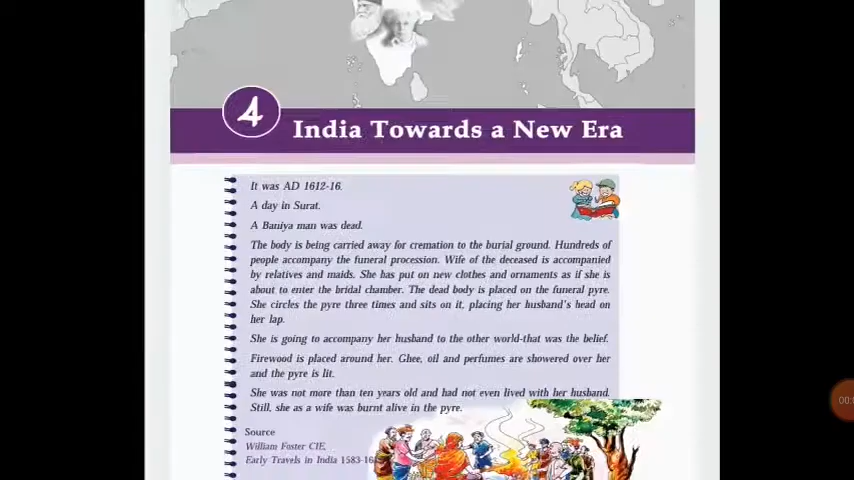 4
India Towards a New Era
It was AD 1612-16.
A day in Surat.
A Baniya man was dead.
The body is being carried away for cremation to the burial ground. Hundreds of
people accompany the funeral procession. Wife of the deceased is accompanied
by relatives and maids. She has put on new clothes and ornaments as if she is
about to enter the bridal chamber. The dead body is placed on the funeral pyre.
She circles the pyre three times and sits on it, placing her husband's head on
her lap.
She is going to accompany her husband to the other world-that was the belief.
Firewood is placed around her. Ghee, oil and perfumes are showered over her
and the pyre is lit.
She was not more than ten years old and had not even lived with her husband.
Still, she as a wife was burnt alive in the pyre.
Source
William Foster CIE,
Early Travels in India